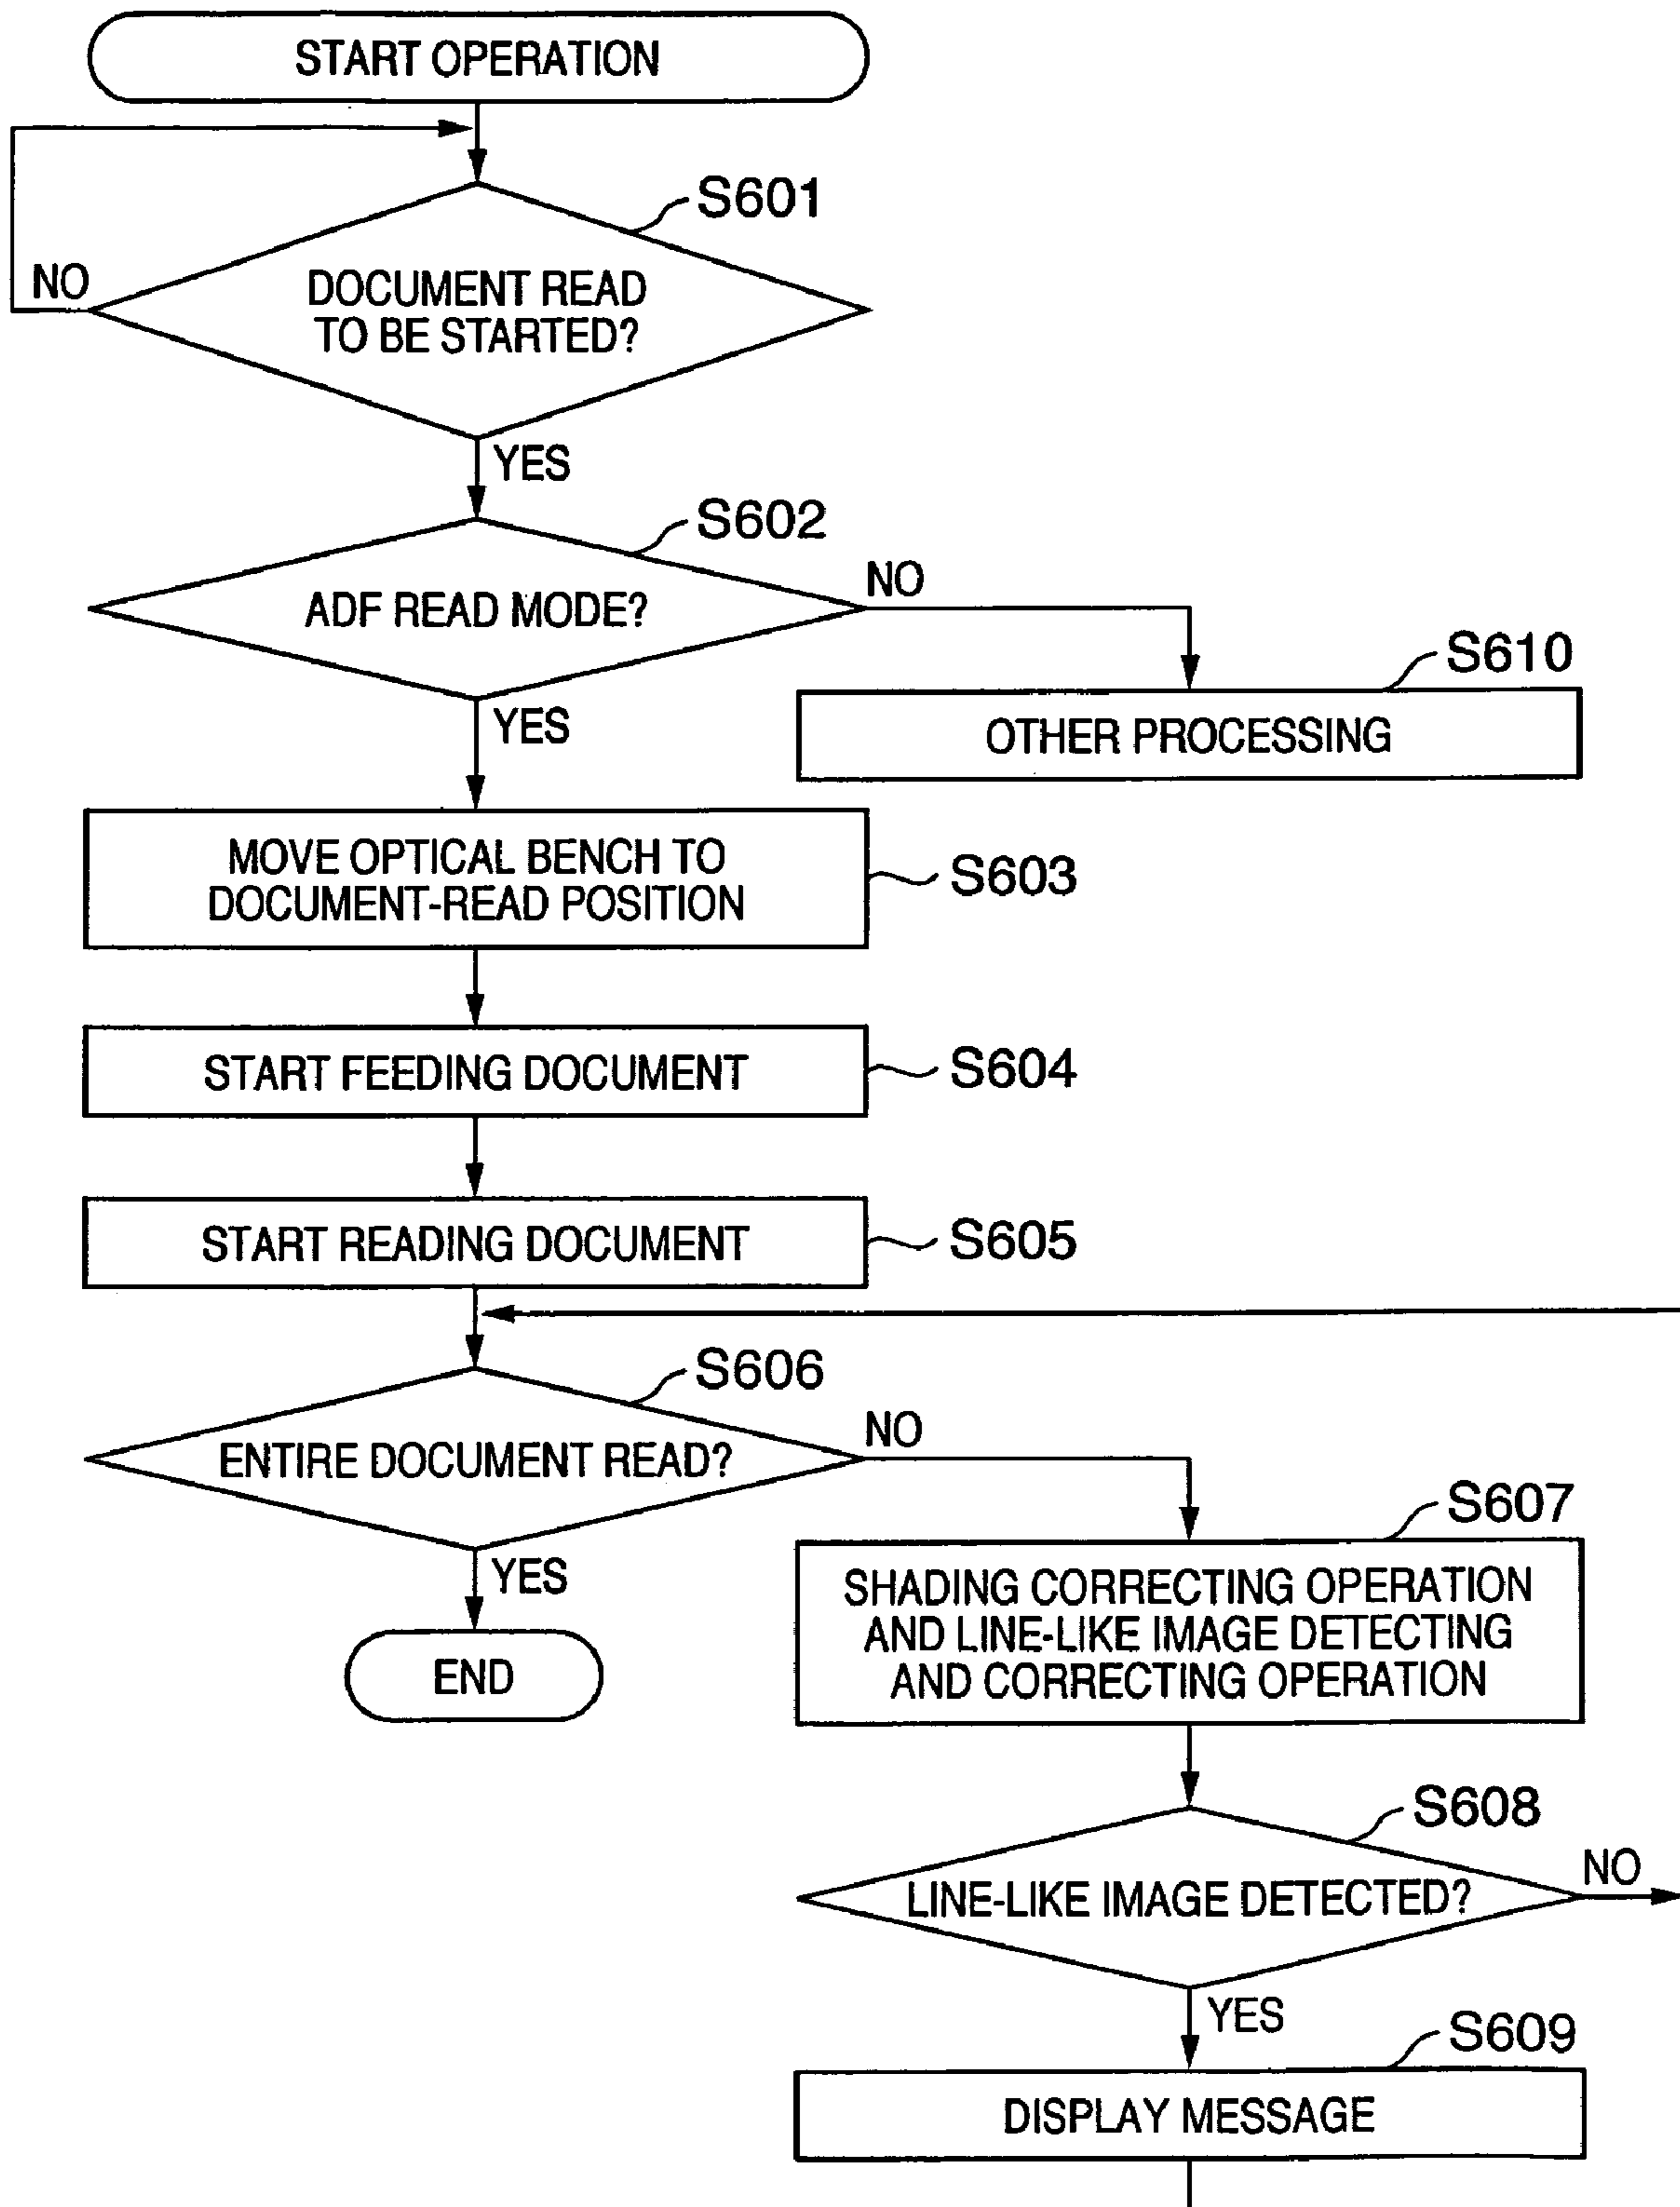 START OPERATION
S601
NO
DOCUMENT READ
TO BE STARTED?
YES
S602
NO
ADF READ MODE?
S610
YES
OTHER PROCESSING
MOVE OPTICAL BENCH TO
DOCUMENT-READ POSITION
S603
START FEEDING DOCUMENT
S604
START READING DOCUMENT
S605
S606
NO
ENTIRE DOCUMENT READ?
S607
YES
SHADING CORRECTING OPERATION
AND LINE-LIKE IMAGE DETECTING
AND CORRECTING OPERATION
END
S608
NO
LINE-LIKE IMAGE DETECTED?
YES
S609
DISPLAY MESSAGE